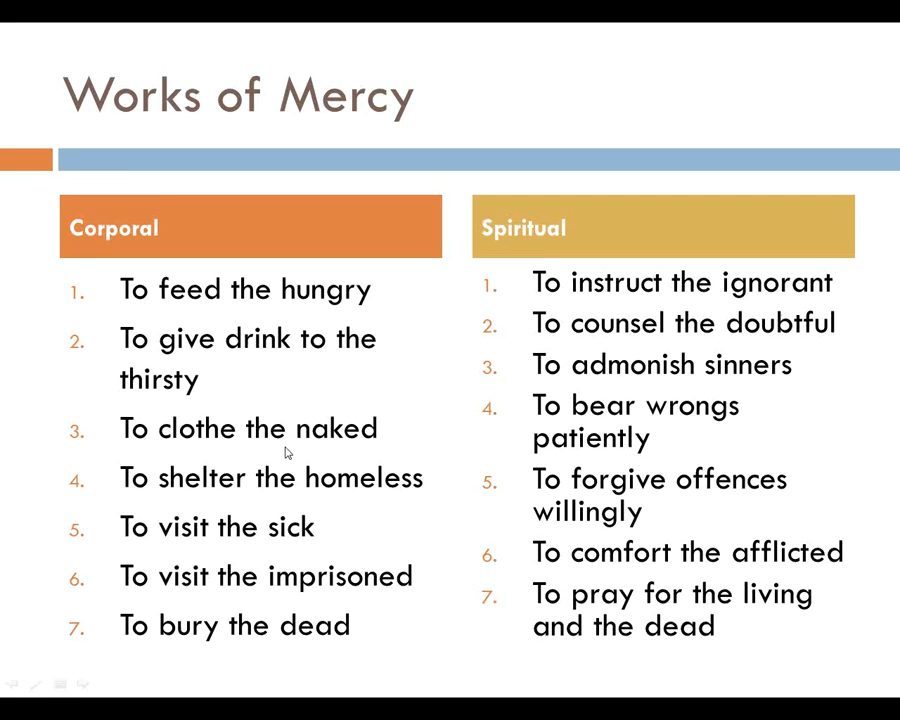 Works of Mercy
Corporal
1. To feed the hungry
2. To give drink to the
thirsty
3. To clothe the naked
4. To shelter the homeless
5. To visit the sick
6. To visit the imprisoned
7. To bury the dead
Spiritual
1. To instruct the ignorant
2. To counsel the doubtful
3. To admonish sinners
4. To bear wrongs
patiently
5. To forgive offences
willingly
6. To comfort the afflicted
7. To pray for the living
and the dead